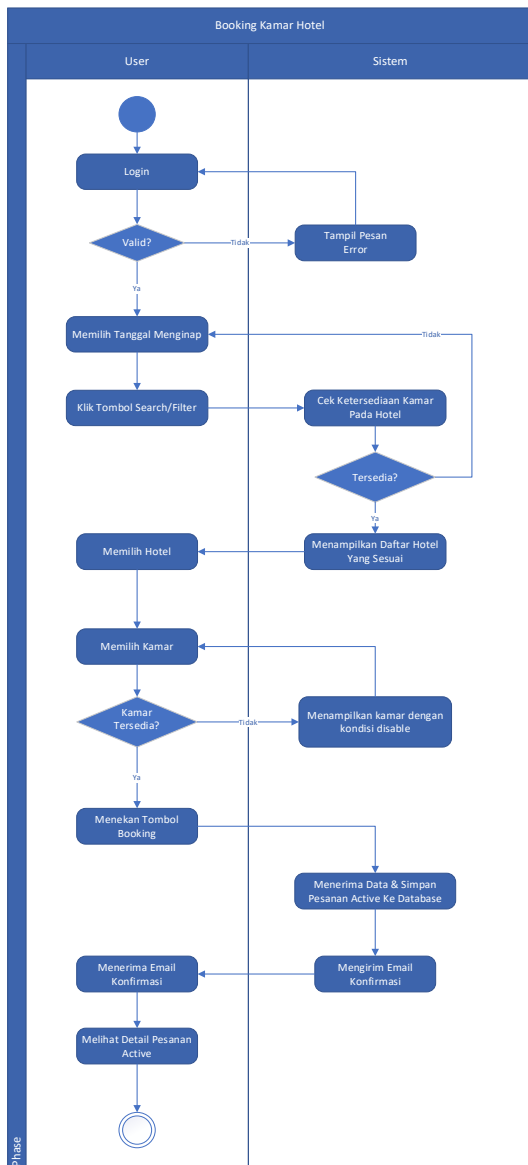 Booking Kamar Hotel
User
Sistem
Login
Valid?
Tidak
Tampil Pesan
Error
Ya
Memilih Tanggal Menginap
Tidak
Klik Tombol Search/Filter
Cek Ketersediaan Kamar
Pada Hotel
Tersedia?
Ya
Memilih Hotel
Menampilkan Daftar Hotel
Yang Sesuai
Memilih Kamar
Kamar
Tersedia?
Tidak
Menampilkan kamar dengan
kondisi disable
Ya
Menekan Tombol
Booking
Menerima Data & Simpan
Pesanan Active Ke Database
Menerima Email
Konfirmasi
Mengirim Email
Konfirmasi
Melihat Detail Pesanan
Active
Phase